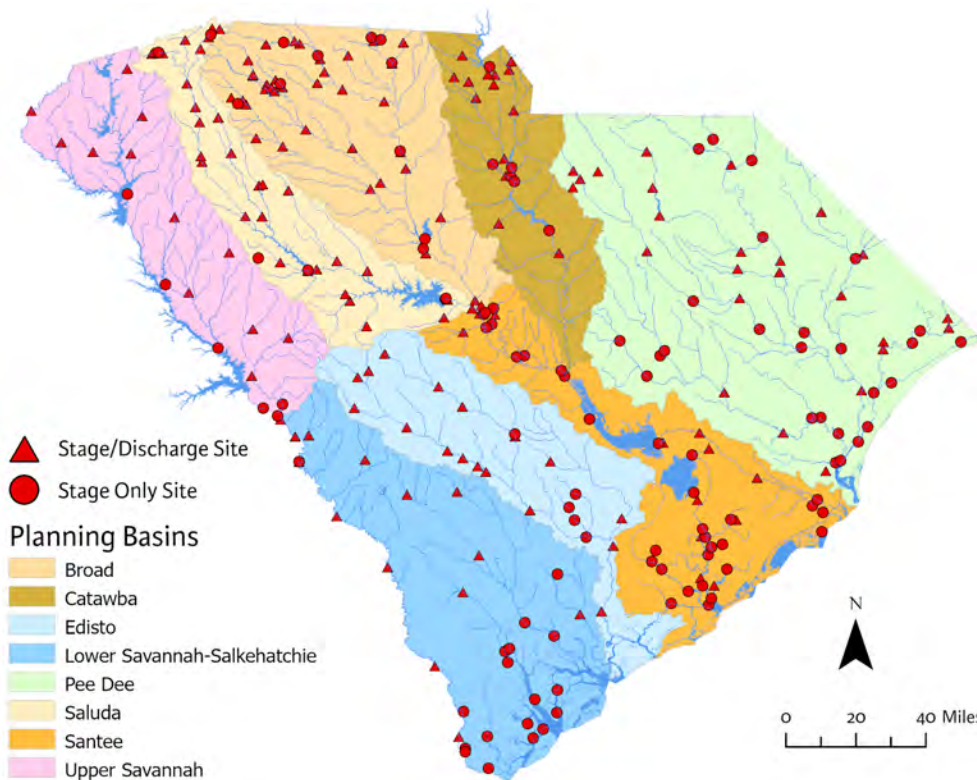 Stage/Discharge Site
Stage Only Site
Planning Basins
Broad
Catawba
Edisto
Lower Savannah-Salkehatchie
Pee Dee
Saluda
Santee
Upper Savannah
N
0 20 40 Miles